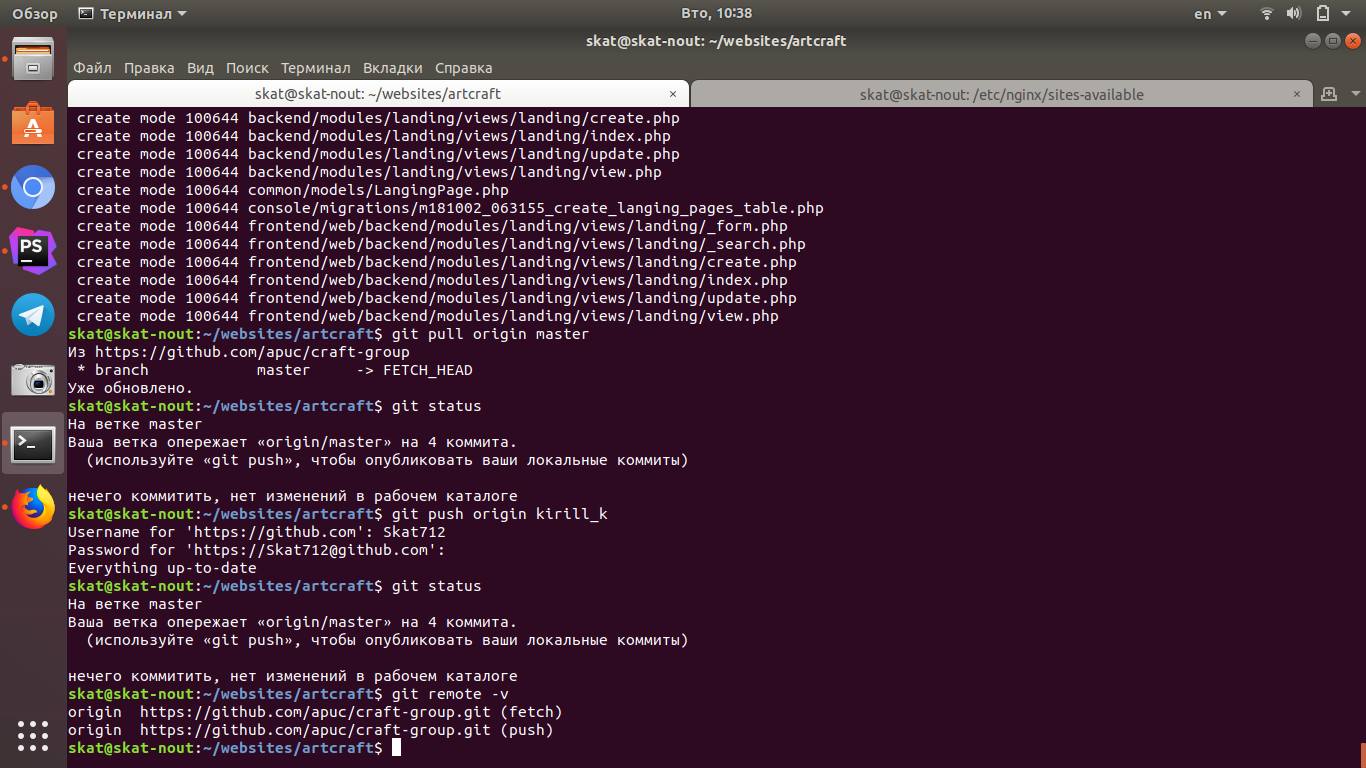 Обзор Терминал Вто, 10:38 en
skat@skat-nout: ~/websites/artcraft
Файл Правка Вид Поиск Терминал Вкладки Справка
skat@skat-nout: ~/websites/artcraft × skat@skat-nout: /etc/nginx/sites-available ×
create mode 100644 backend/modules/landing/views/landing/create.php
create mode 100644 backend/modules/landing/views/landing/index.php
create mode 100644 backend/modules/landing/views/landing/update.php
create mode 100644 backend/modules/landing/views/landing/view.php
create mode 100644 common/models/LangingPage.php
create mode 100644 console/migrations/m181002_063155_create_langing_pages_table.php
create mode 100644 frontend/web/backend/modules/landing/views/landing/_form.php
create mode 100644 frontend/web/backend/modules/landing/views/landing/_search.php
create mode 100644 frontend/web/backend/modules/landing/views/landing/create.php
create mode 100644 frontend/web/backend/modules/landing/views/landing/index.php
create mode 100644 frontend/web/backend/modules/landing/views/landing/update.php
create mode 100644 frontend/web/backend/modules/landing/views/landing/view.php
skat@skat-nout:~/websites/artcraft$ git pull origin master
Из https://github.com/apuc/craft-group
* branch            master     -> FETCH_HEAD
Уже обновлено.
skat@skat-nout:~/websites/artcraft$ git status
На ветке master
Ваша ветка опережает «origin/master» на 4 коммита.
(используйте «git push», чтобы опубликовать ваши локальные коммиты)
нечего коммитить, нет изменений в рабочем каталоге
skat@skat-nout:~/websites/artcraft$ git push origin kirill_k
Username for 'https://github.com': Skat712
Password for 'https://Skat712@github.com':
Everything up-to-date
skat@skat-nout:~/websites/artcraft$ git status
На ветке master
Ваша ветка опережает «origin/master» на 4 коммита.
(используйте «git push», чтобы опубликовать ваши локальные коммиты)
нечего коммитить, нет изменений в рабочем каталоге
skat@skat-nout:~/websites/artcraft$ git remote -v
origin  https://github.com/apuc/craft-group.git (fetch)
origin  https://github.com/apuc/craft-group.git (push)
skat@skat-nout:~/websites/artcraft$
PS